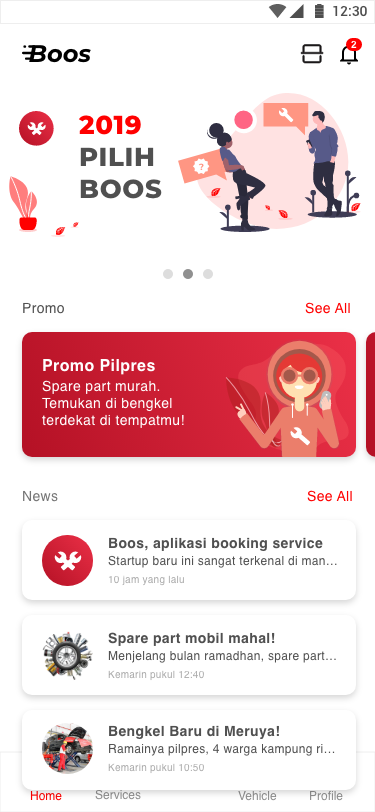 12:30
Boos
2
2019
PILIH
BOOS
Promo
See All
Promo Pilpres
Spare part murah.
Temukan di bengkel
terdekat di tempatmu!
News
See All
Boos, aplikasi booking service
Startup baru ini sangat terkenal di man...
10 jam yang lalu
Spare part mobil mahal!
Menjelang bulan ramadhan, spare part...
Kemarin pukul 12:40
Bengkel Baru di Meruya!
Ramainya pilpres, 4 warga kampung ri...
Kemarin pukul 10:50
Home
Services
Vehicle
Profile